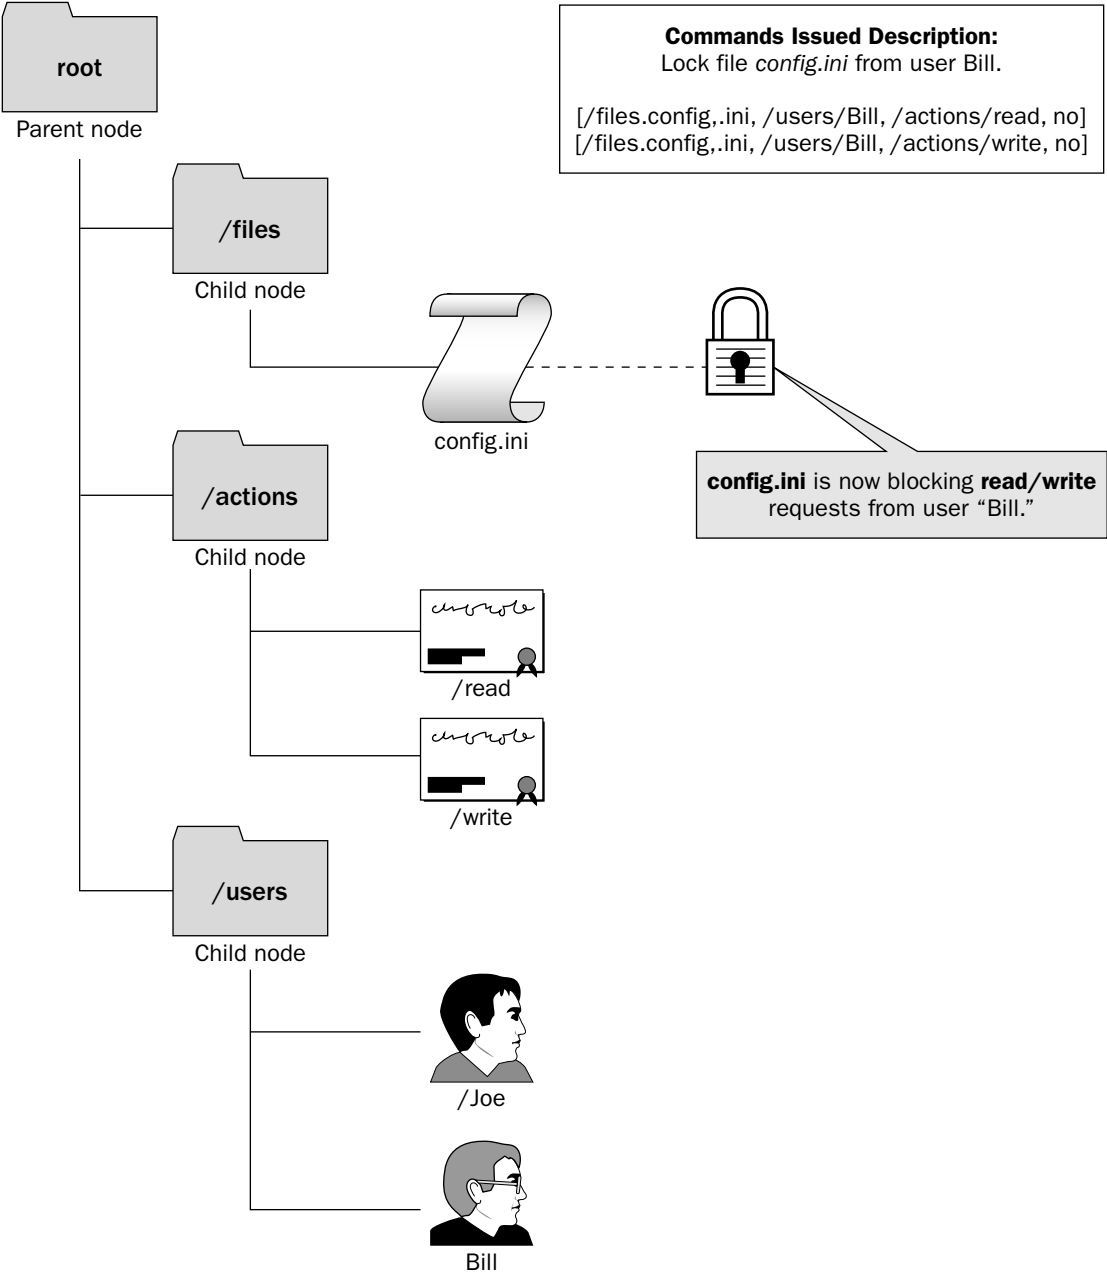 root
Parent node
Commands Issued Description:
Lock file config.ini from user Bill.
[/files.config,.ini, /users/Bill, /actions/read, no]
[/files.config,.ini, /users/Bill, /actions/write, no]
/files
Child node
config.ini
config.ini is now blocking read/write
requests from user “Bill.”
/actions
Child node
/read
/write
/users
Child node
/Joe
Bill